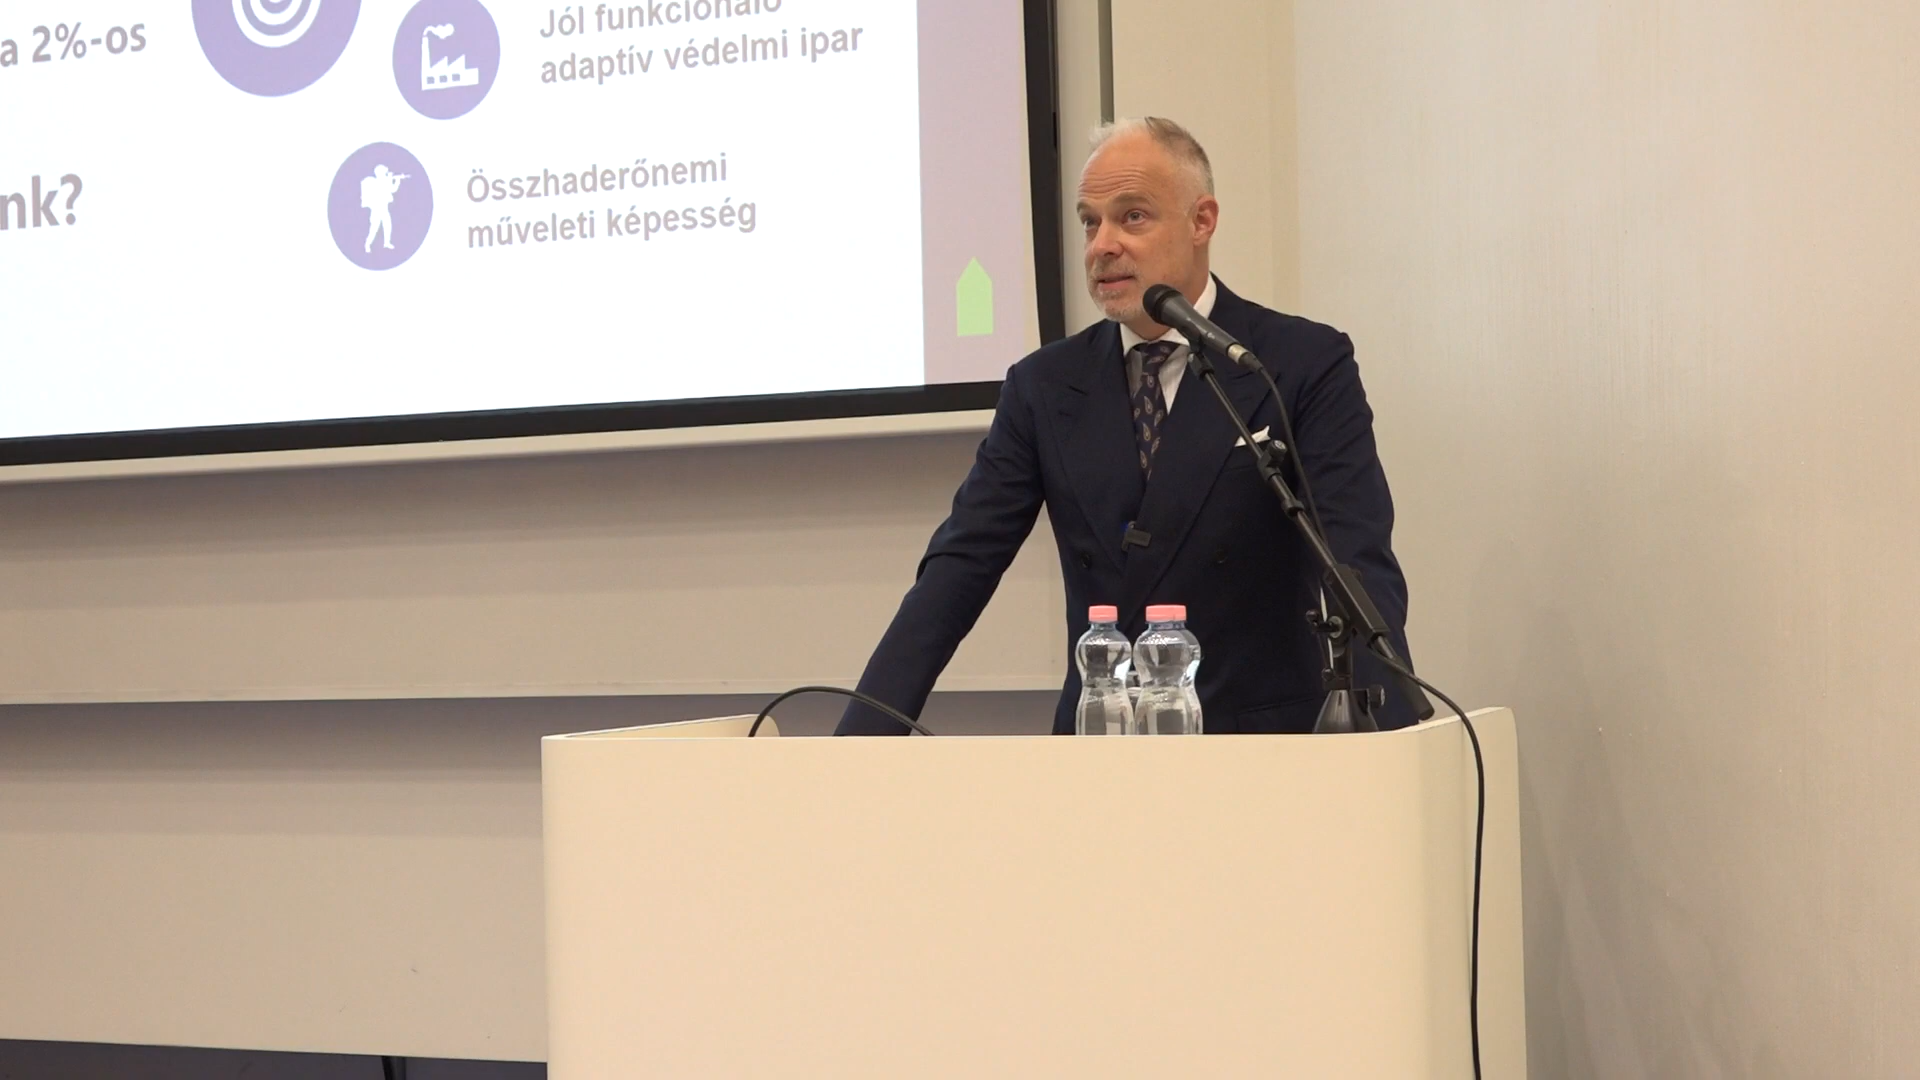 a 2%-os
nk?
Jól funkcionáló
adaptív védelmi ipar
Összhaderőnemi
műveleti képesség